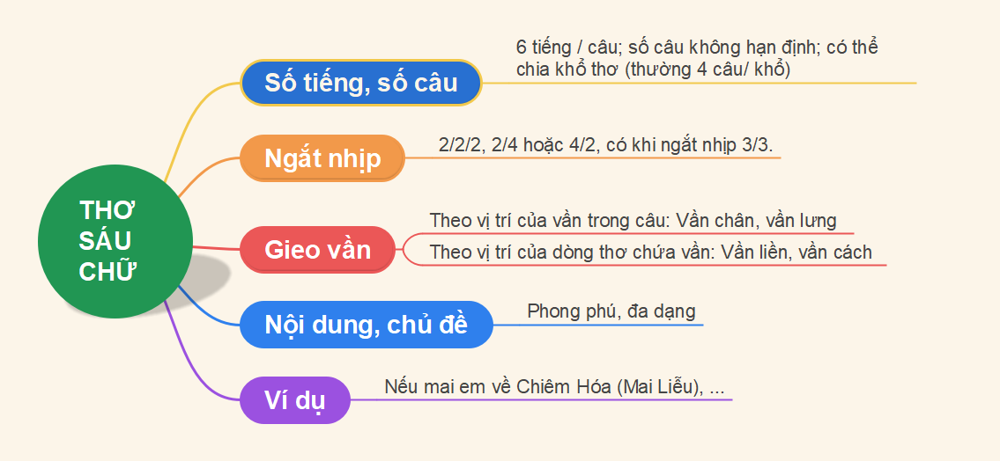 THƠ
SÁU
CHỮ
Số tiếng, số câu
6 tiếng / câu; số câu không hạn định; có thể
chia khổ thơ (thường 4 câu/ khổ)
Ngắt nhịp
2/2/2, 2/4 hoặc 4/2, có khi ngắt nhịp 3/3.
Gieo vần
Theo vị trí của vần trong câu: Vần chân, vần lưng
Theo vị trí của dòng thơ chứa vần: Vần liền, vần cách
Nội dung, chủ đề
Phong phú, đa dạng
Ví dụ
Nếu mai em về Chiêm Hóa (Mai Liễu), ...